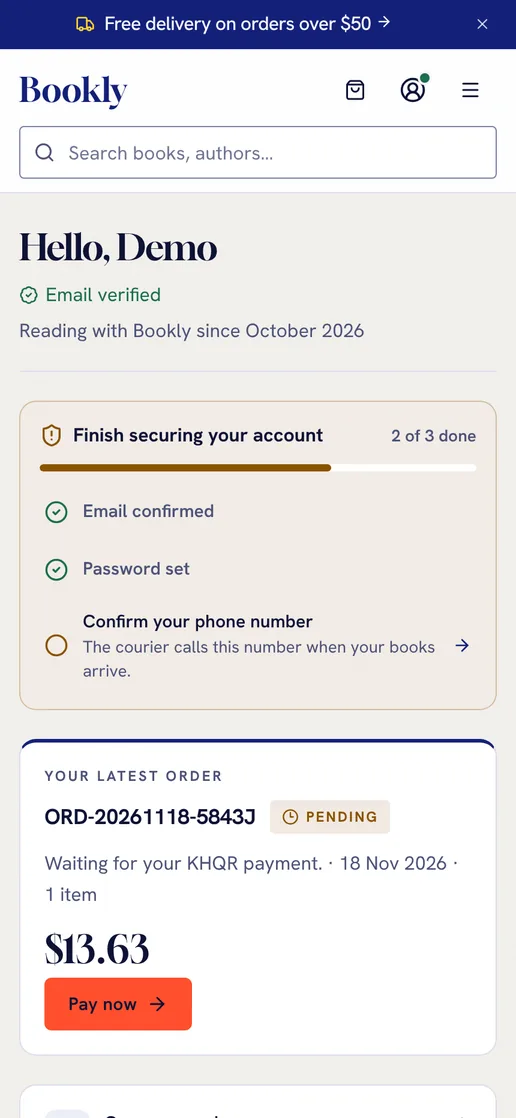 Free delivery on orders over $50 →
Bookly
Search books, authors...
Hello, Demo
Email verified
Reading with Bookly since October 2026
Finish securing your account
2 of 3 done
Email confirmed
Password set
Confirm your phone number
The courier calls this number when your books
arrive.
YOUR LATEST ORDER
ORD-20261118-5843J
PENDING
Waiting for your KHQR payment. · 18 Nov 2026 ·
1 item
$13.63
Pay now →